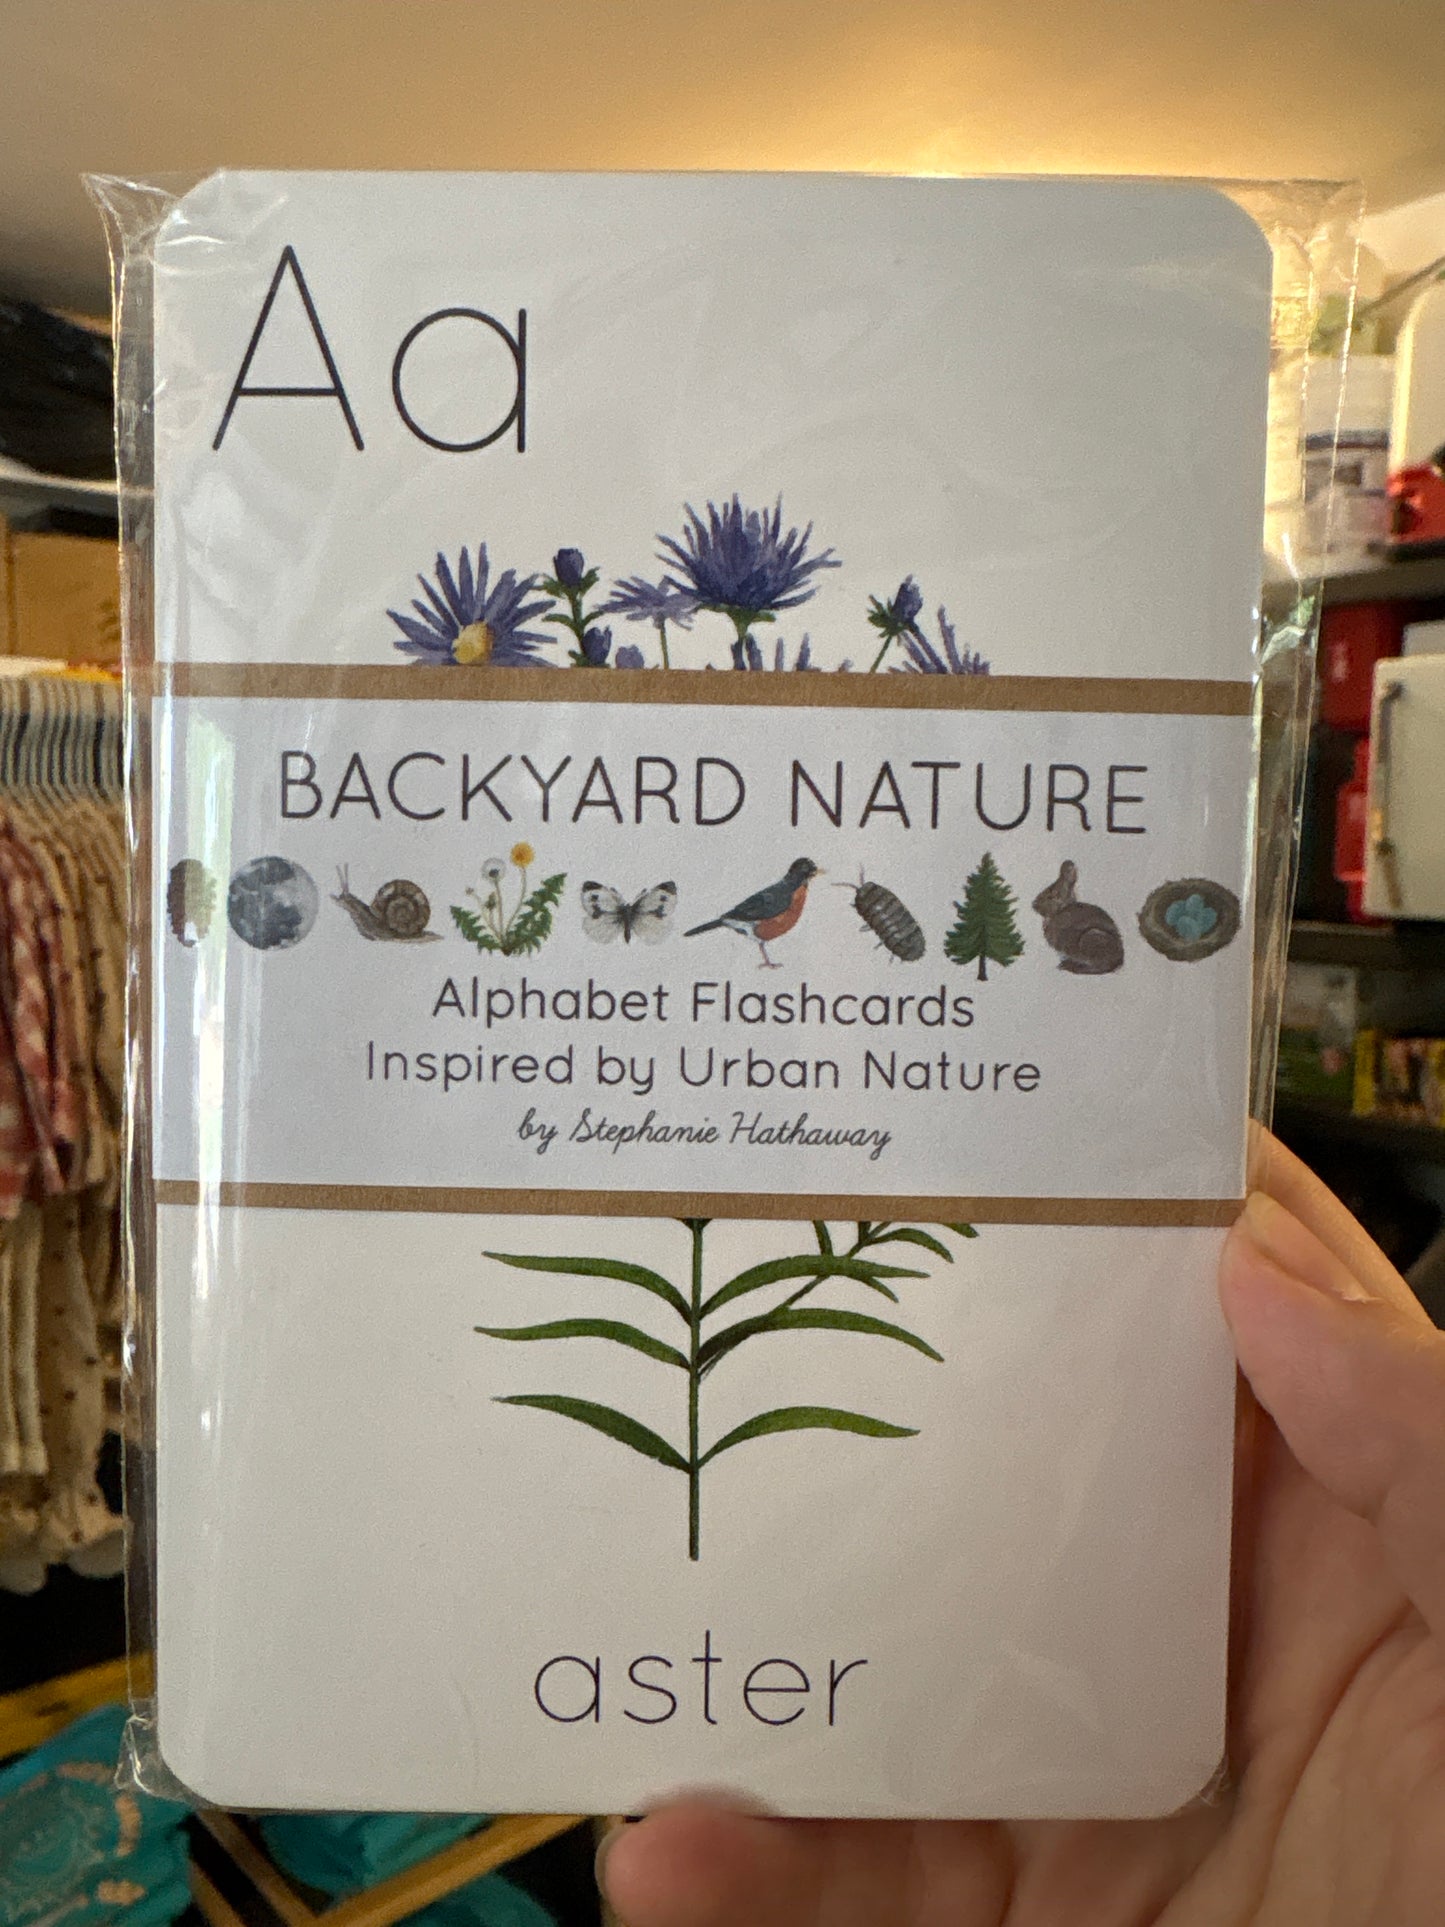 Aa
BACKYARD NATURE
Alphabet Flashcards
Inspired by Urban Nature
by Stephanie Hathaway
aster